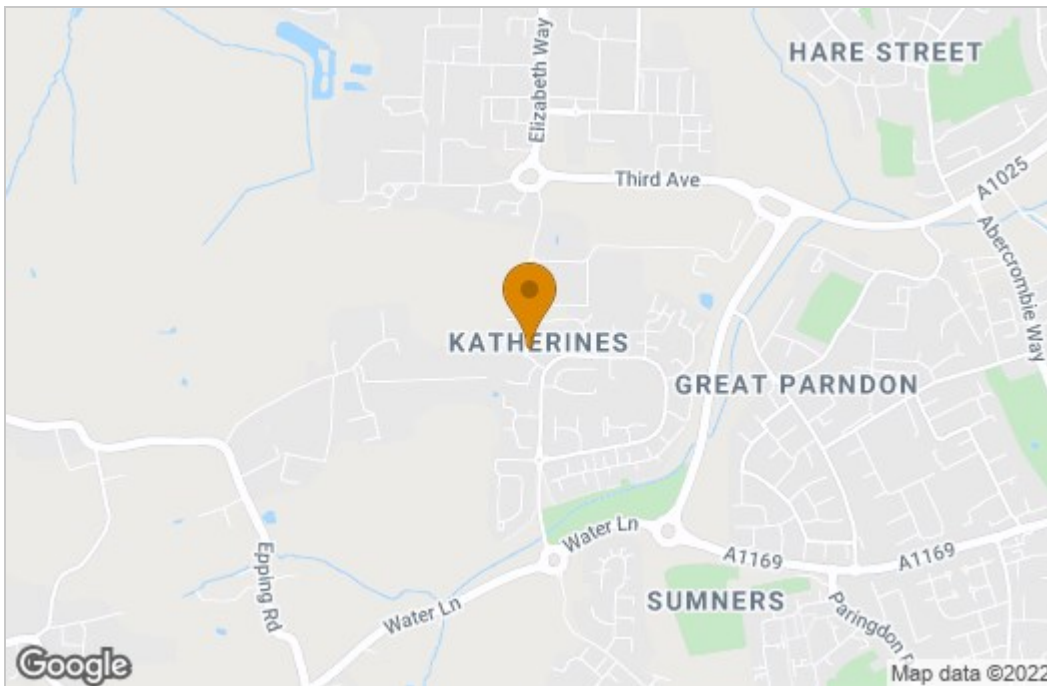 Elizabeth Way
HARE STREET
Third Ave
A1025
Abercrombie Way
KATHERINES
GREAT PARNDON
Epping Rd
Water Ln
Water Ln
A1169
A1169
SUMNERS
Paringdon
Google
Map data ©2022